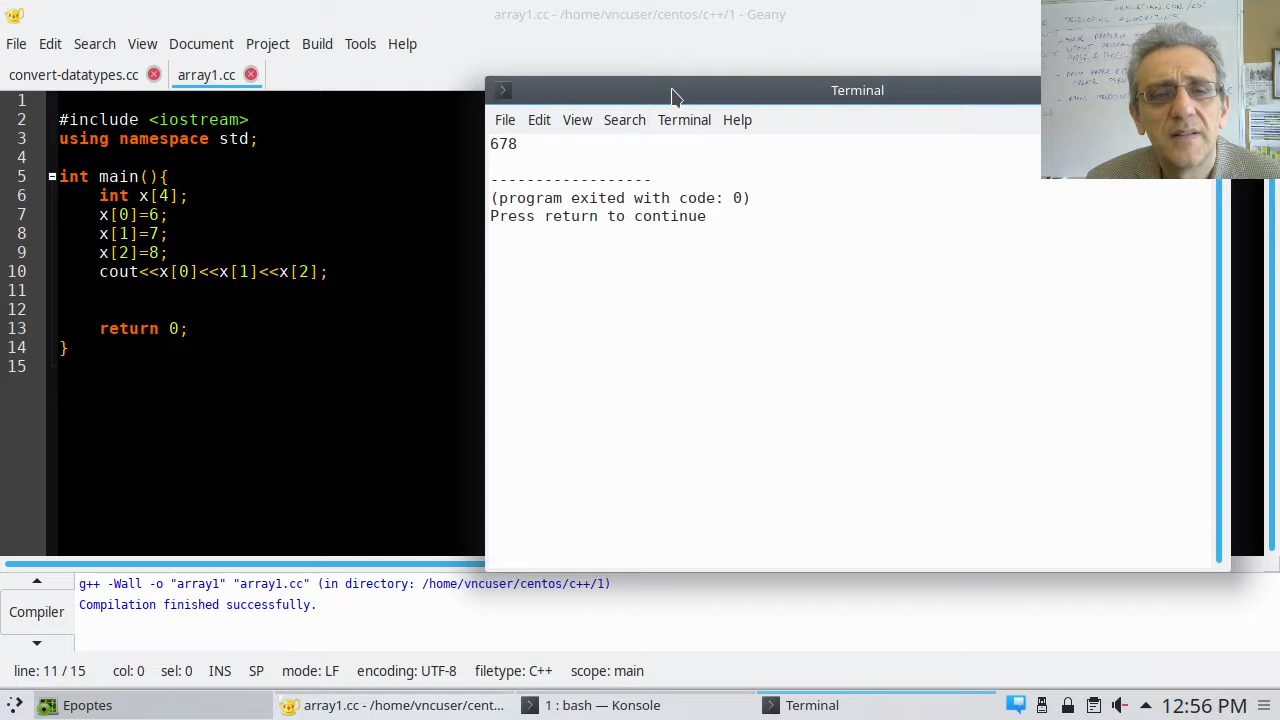 array1.cc - /home/vncuser/centos/c++/1 - Geany
File Edit Search View Document Project Build Tools Help
convert-datatypes.cc array1.cc
1
2 #include <iostream>
3 using namespace std;
4
5 int main(){
6 int x[4];
7 x[0]=6;
8 x[1]=7;
9 x[2]=8;
10 cout<<x[0]<<x[1]<<x[2];
11
12
13 return 0;
14 }
15
Terminal
File Edit View Search Terminal Help
678
------------------
(program exited with code: 0)
Press return to continue
DEVELOPING ALGORITHMS
Compiler
g++ -Wall -o "array1" "array1.cc" (in directory: /home/vncuser/centos/c++/1)
Compilation finished successfully.
line: 11 / 15 col: 0 sel: 0 INS SP mode: LF encoding: UTF-8 filetype: C++ scope: main
Epoptes array1.cc - /home/vncuser/cent... 1 : bash — Konsole Terminal 12:56 PM